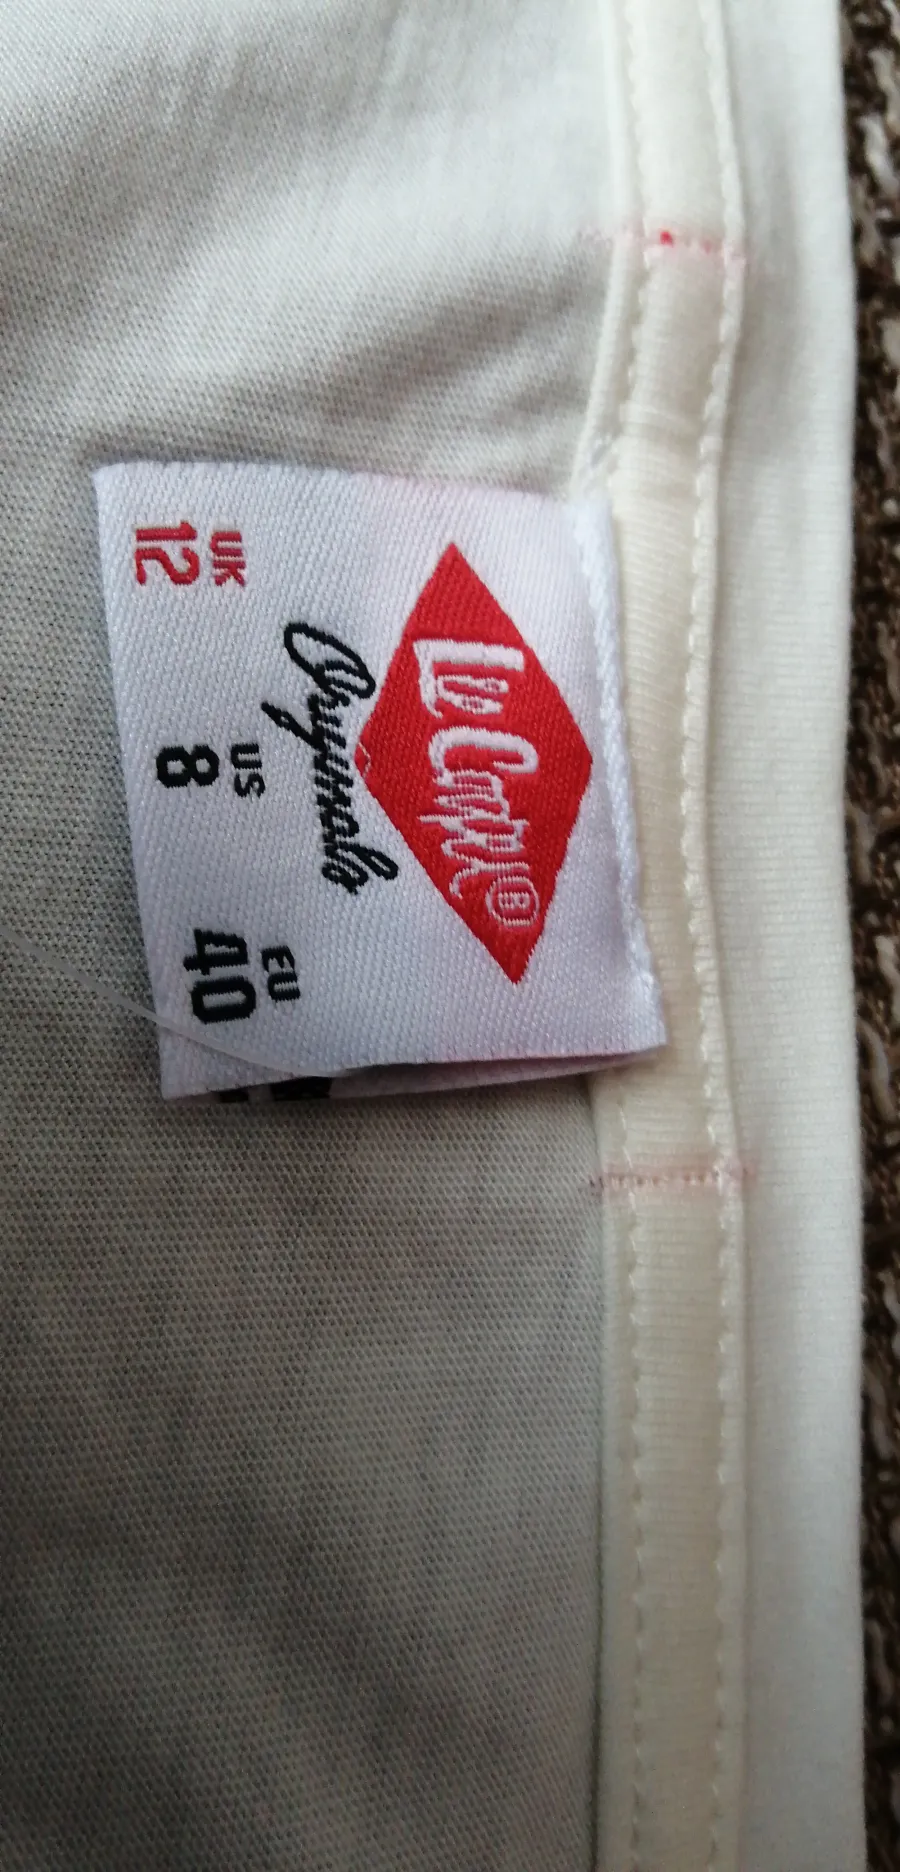 Lee Cooper®
Originals
UK US EU
12 8 40